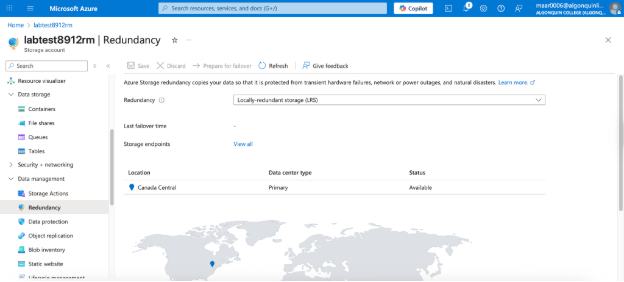 Microsoft Azure
Search resources, services, and docs (G+/)
Copilot
ALGONQUIN COLLEGE (ALGONQ...
Home > labtest8912rm
labtest8912rm | Redundancy
Storage account
Search
Save
Discard
Prepare for failover
Refresh
Give feedback
Resource visualizer
Data storage
Containers
File shares
Queues
Tables
Security + networking
Data management
Storage Actions
Redundancy
Data protection
Object replication
Blob inventory
Static website
Lifecycle management
Azure Storage redundancy copies your data so that it is protected from transient hardware failures, network or power outages, and natural disasters. Learn more.
Redundancy
Locally-redundant storage (LRS)
Last failover time
-
Storage endpoints
View all
Location Data center type Status
Canada Central Primary Available